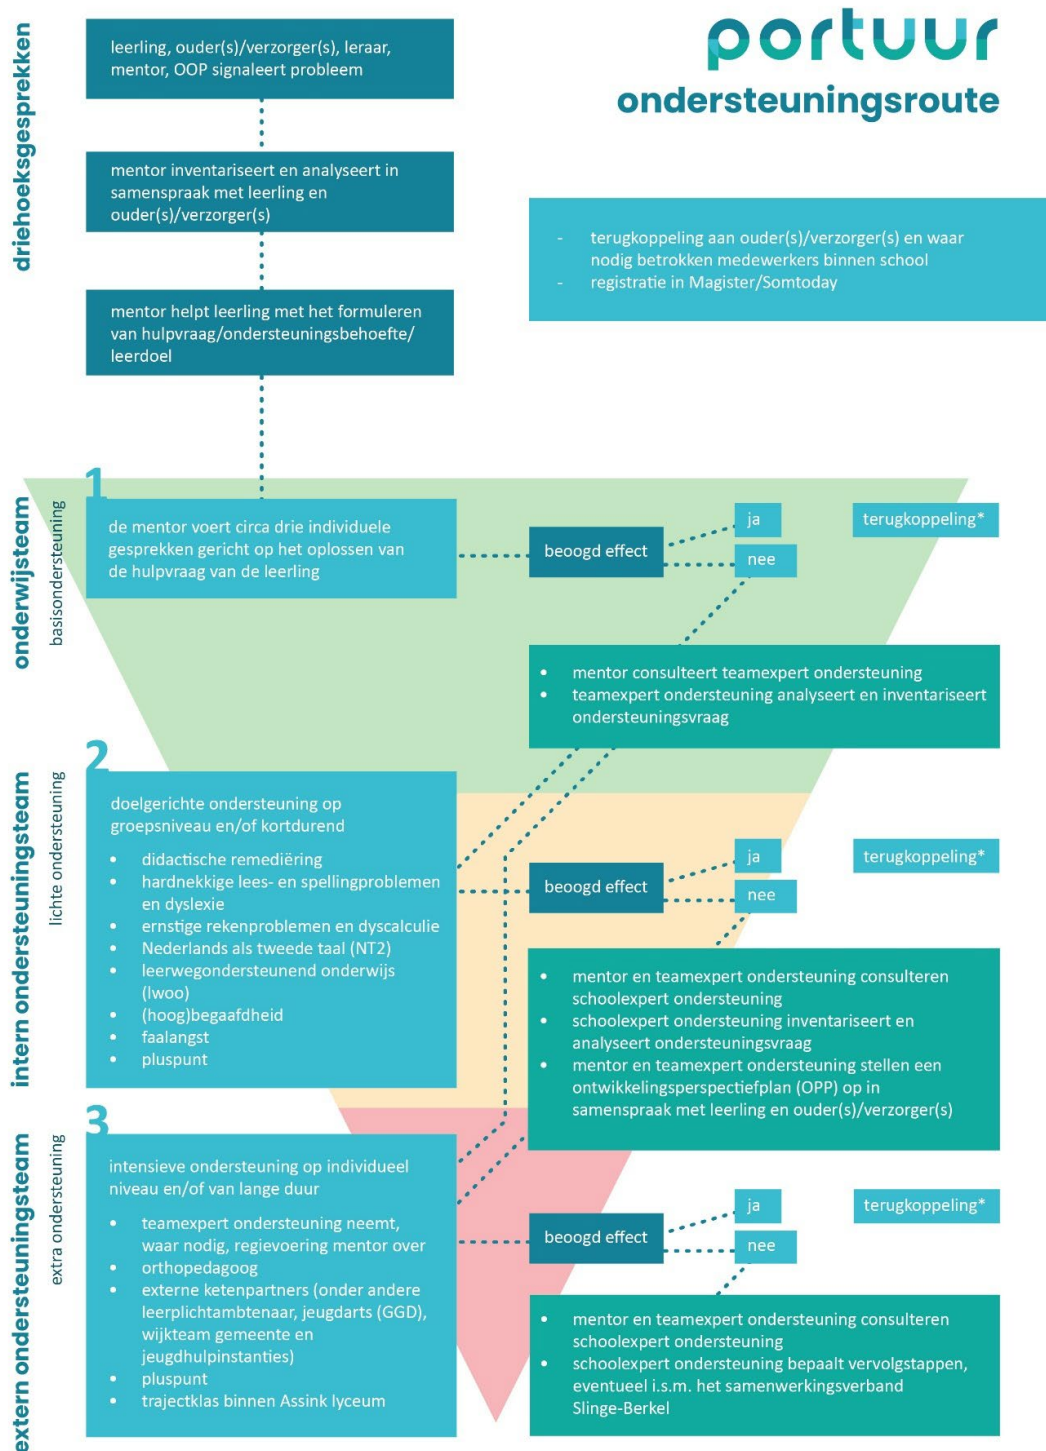 portuur
ondersteuningsroute
driehoeksgesprekken
leerling, ouder(s)/verzorger(s), leraar,
mentor, OOP signaleert probleem
mentor inventariseert en analyseert in
samenspraak met leerling en
ouder(s)/verzorger(s)
mentor helpt leerling met het formuleren
van hulpvraag/ondersteuningsbehoefte/
leerdoel
- terugkoppeling aan ouder(s)/verzorger(s) en waar
nodig betrokken medewerkers binnen school
- registratie in Magister/Somtoday
onderwijsteam
basisondersteuning
1
de mentor voert circa drie individuele
gesprekken gericht op het oplossen van
de hulpvraag van de leerling
beoogd effect
ja
terugkoppeling*
nee
• mentor consulteert teamexpert ondersteuning
• teamexpert ondersteuning analyseert en inventariseert
ondersteuningsvraag
intern ondersteuningsteam
lichte ondersteuning
2
doelgerichte ondersteuning op
groepsniveau en/of kortdurend
• didactische remediëring
• hardnekkige lees- en spellingproblemen
en dyslexie
• ernstige rekenproblemen en dyscalculie
• Nederlands als tweede taal (NT2)
• leerwegondersteunend onderwijs
(lwoo)
• (hoog)begaafdheid
• faalangst
• pluspunt
beoogd effect
ja
terugkoppeling*
nee
• mentor en teamexpert ondersteuning consulteren
schoolexpert ondersteuning
• schoolexpert ondersteuning inventariseert en
analyseert ondersteuningsvraag
• mentor en teamexpert ondersteuning stellen een
ontwikkelingsperspectiefplan (OPP) op in
samenspraak met leerling en ouder(s)/verzorger(s)
extern ondersteuningsteam
extra ondersteuning
3
intensieve ondersteuning op individueel
niveau en/of van lange duur
• teamexpert ondersteuning neemt,
waar nodig, regievoering mentor over
• orthopedagoog
• externe ketenpartners (onder andere
leerplichtambtenaar, jeugdarts (GGD),
wijkteam gemeente en
jeugdhulpinstanties)
• pluspunt
• trajectklas binnen Assink lyceum
beoogd effect
ja
terugkoppeling*
nee
• mentor en teamexpert ondersteuning consulteren
schoolexpert ondersteuning
• schoolexpert ondersteuning bepaalt vervolgstappen,
eventueel i.s.m. het samenwerkingsverband
Slinge-Berkel